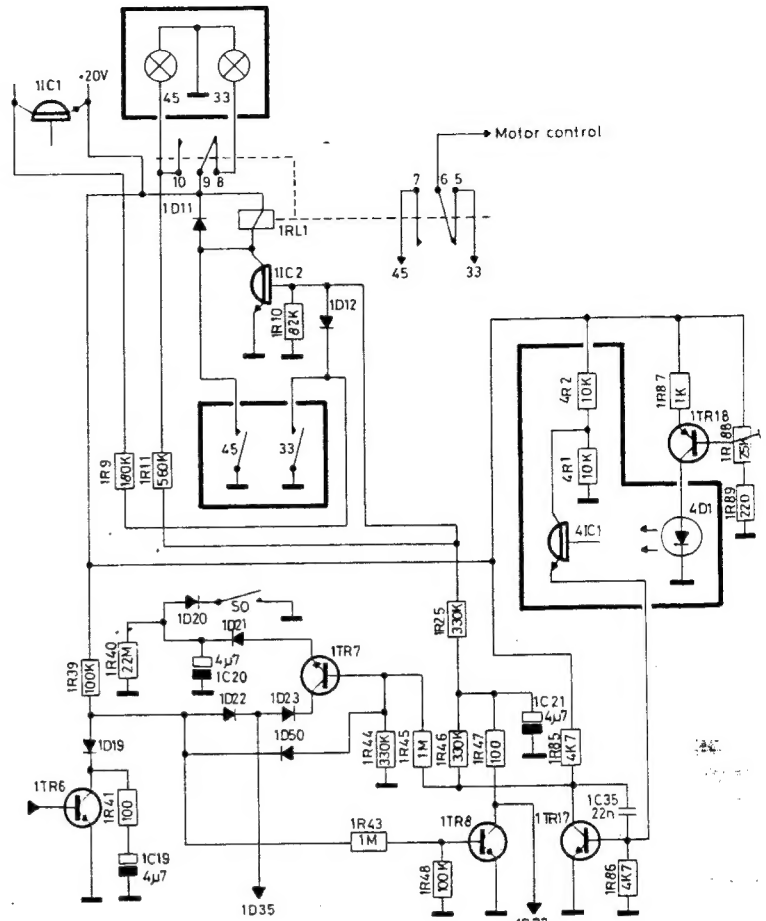 1IC1
+20V
45
33
10
9
8
1D11
1RL1
7
6
5
Motor control
45
33
1IC2
1R10
82K
1D12
45
33
1R9
180K
1R11
560K
4R2
10K
4R1
10K
4IC1
1R87
1K
1TR18
1R88
25K
1R89
220
4D1
1D20
SO
1D21
1R40
22M
4µ7
1C20
1TR7
1R25
330K
1R39
100K
1D22
1D23
1D50
1R44
330K
1R45
1M
1R46
330K
1R47
100
1C21
4µ7
1R85
4K7
1D19
1TR6
1R41
100
1C19
4µ7
1R43
1M
1TR8
1R48
100K
1TR17
1C35
22n
1R86
4K7
1D35